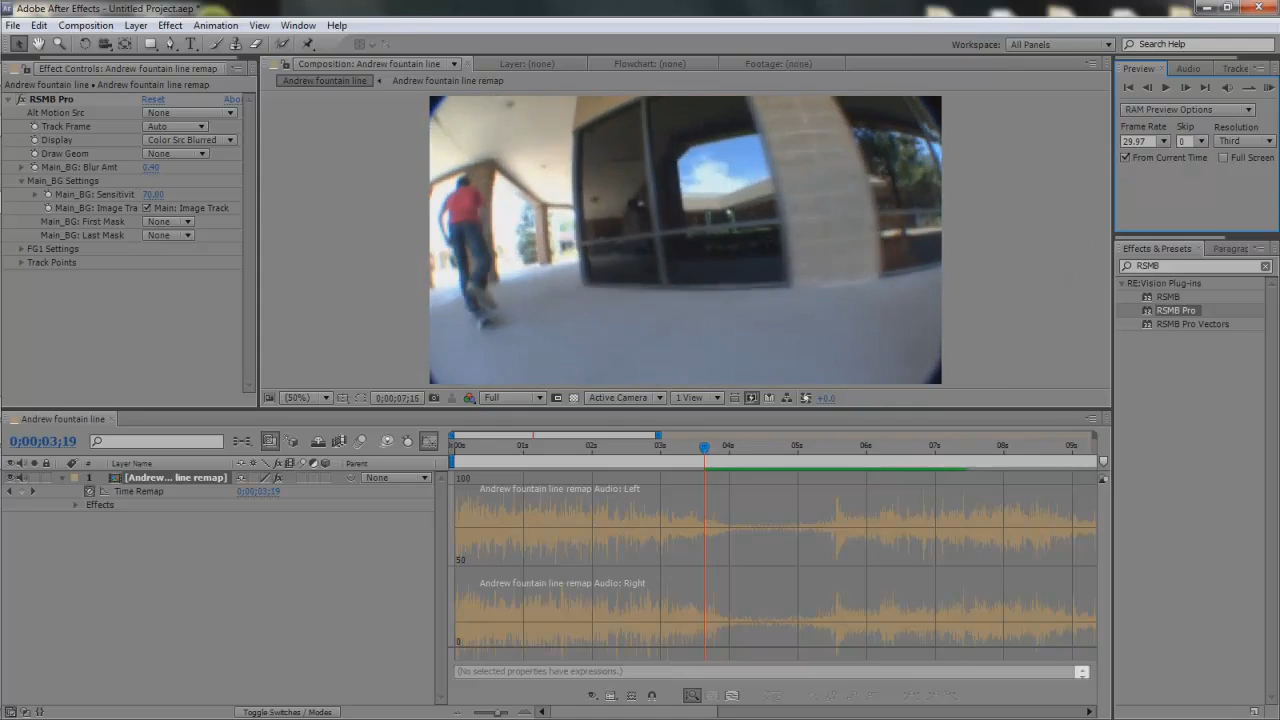 Adobe After Effects - Untitled Project.aep *
File Edit Composition Layer Effect Animation View Window Help
Workspace: All Panels Search Help
Effect Controls: Andrew fountain line remap
Composition: Andrew fountain line Layer: (none) Flowchart: (none) Footage: (none)
Preview Audio Tracke
Andrew fountain line • Andrew fountain line remap
Andrew fountain line Andrew fountain line remap
RSMB Pro Reset Abo
Alt Motion Src None
Track Frame Auto
Display Color Src Blurred
Draw Geom None
Main_BG: Blur Amt 0.40
Main_BG Settings
Main_BG: Sensitivit 70.00
Main_BG: Image Tra Main: Image Track
Main_BG: First Mask None
Main_BG: Last Mask None
FG1 Settings
Track Points
RAM Preview Options
Frame Rate Skip Resolution
29.97 0 Third
From Current Time Full Screen
Effects & Presets Paragrap
RSMB
RE:Vision Plug-ins
RSMB
RSMB Pro
RSMB Pro Vectors
(50%) 0;00;07;16 Full Active Camera 1 View +0.0
Andrew fountain line
0;00;03;19
# Layer Name Parent
1 [Andrew... line remap] None
Time Remap 0;00;03;19
Effects
00s 01s 02s 03s 04s 05s 06s 07s 08s 09s
100
Andrew fountain line remap Audio: Left
50
Andrew fountain line remap Audio: Right
0
(No selected properties have expressions.)
Toggle Switches / Modes